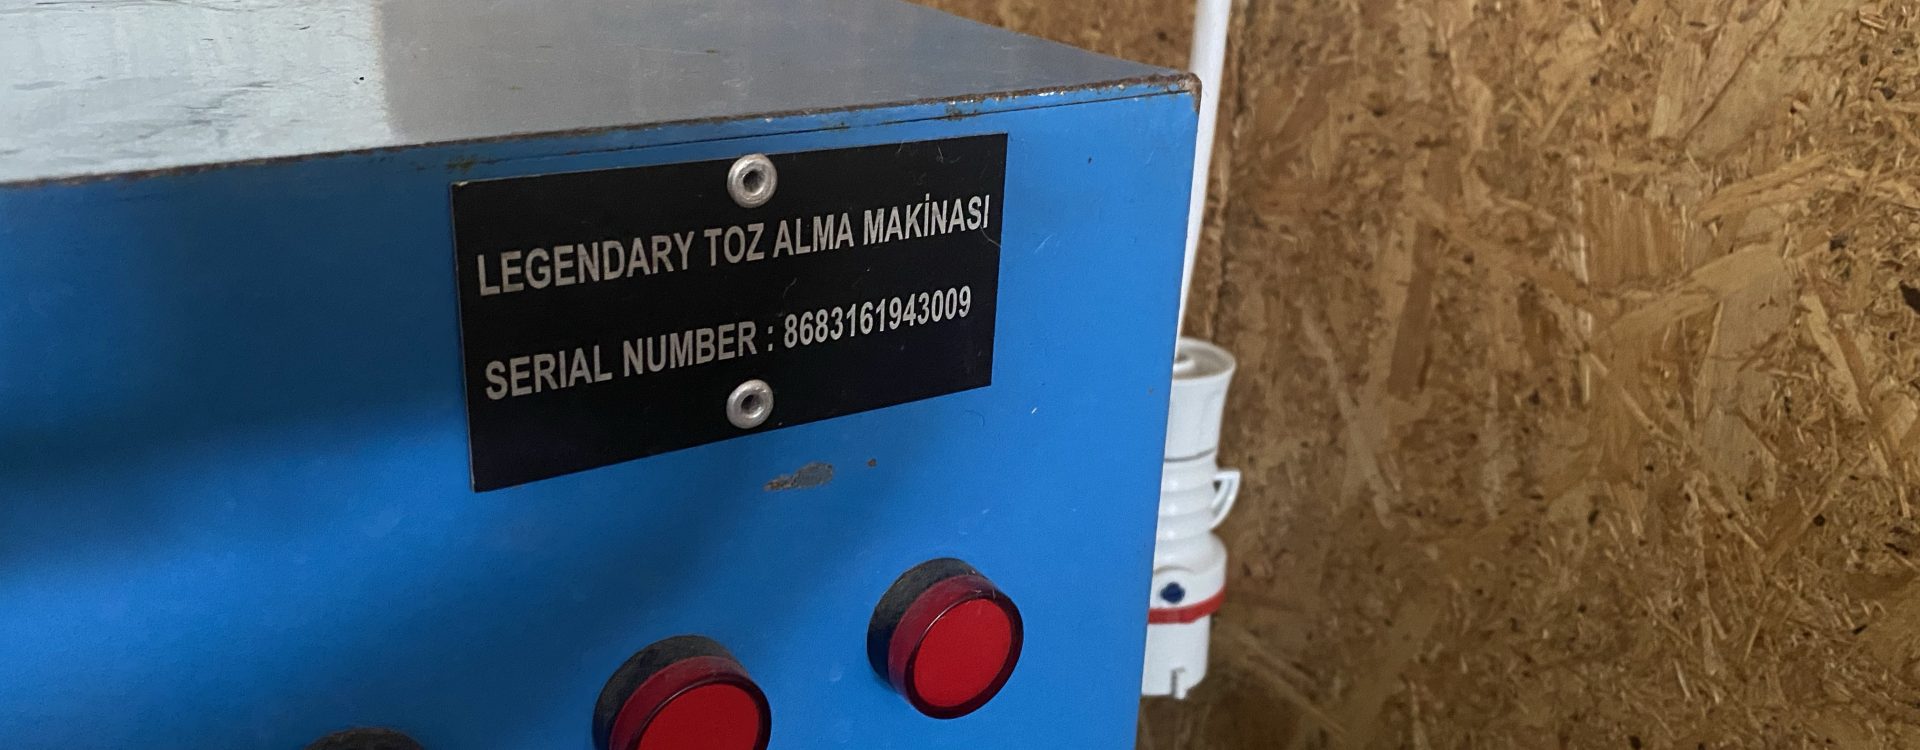 LEGENDARY TOZ ALMA MAKİNASI
SERIAL NUMBER : 8683161943009